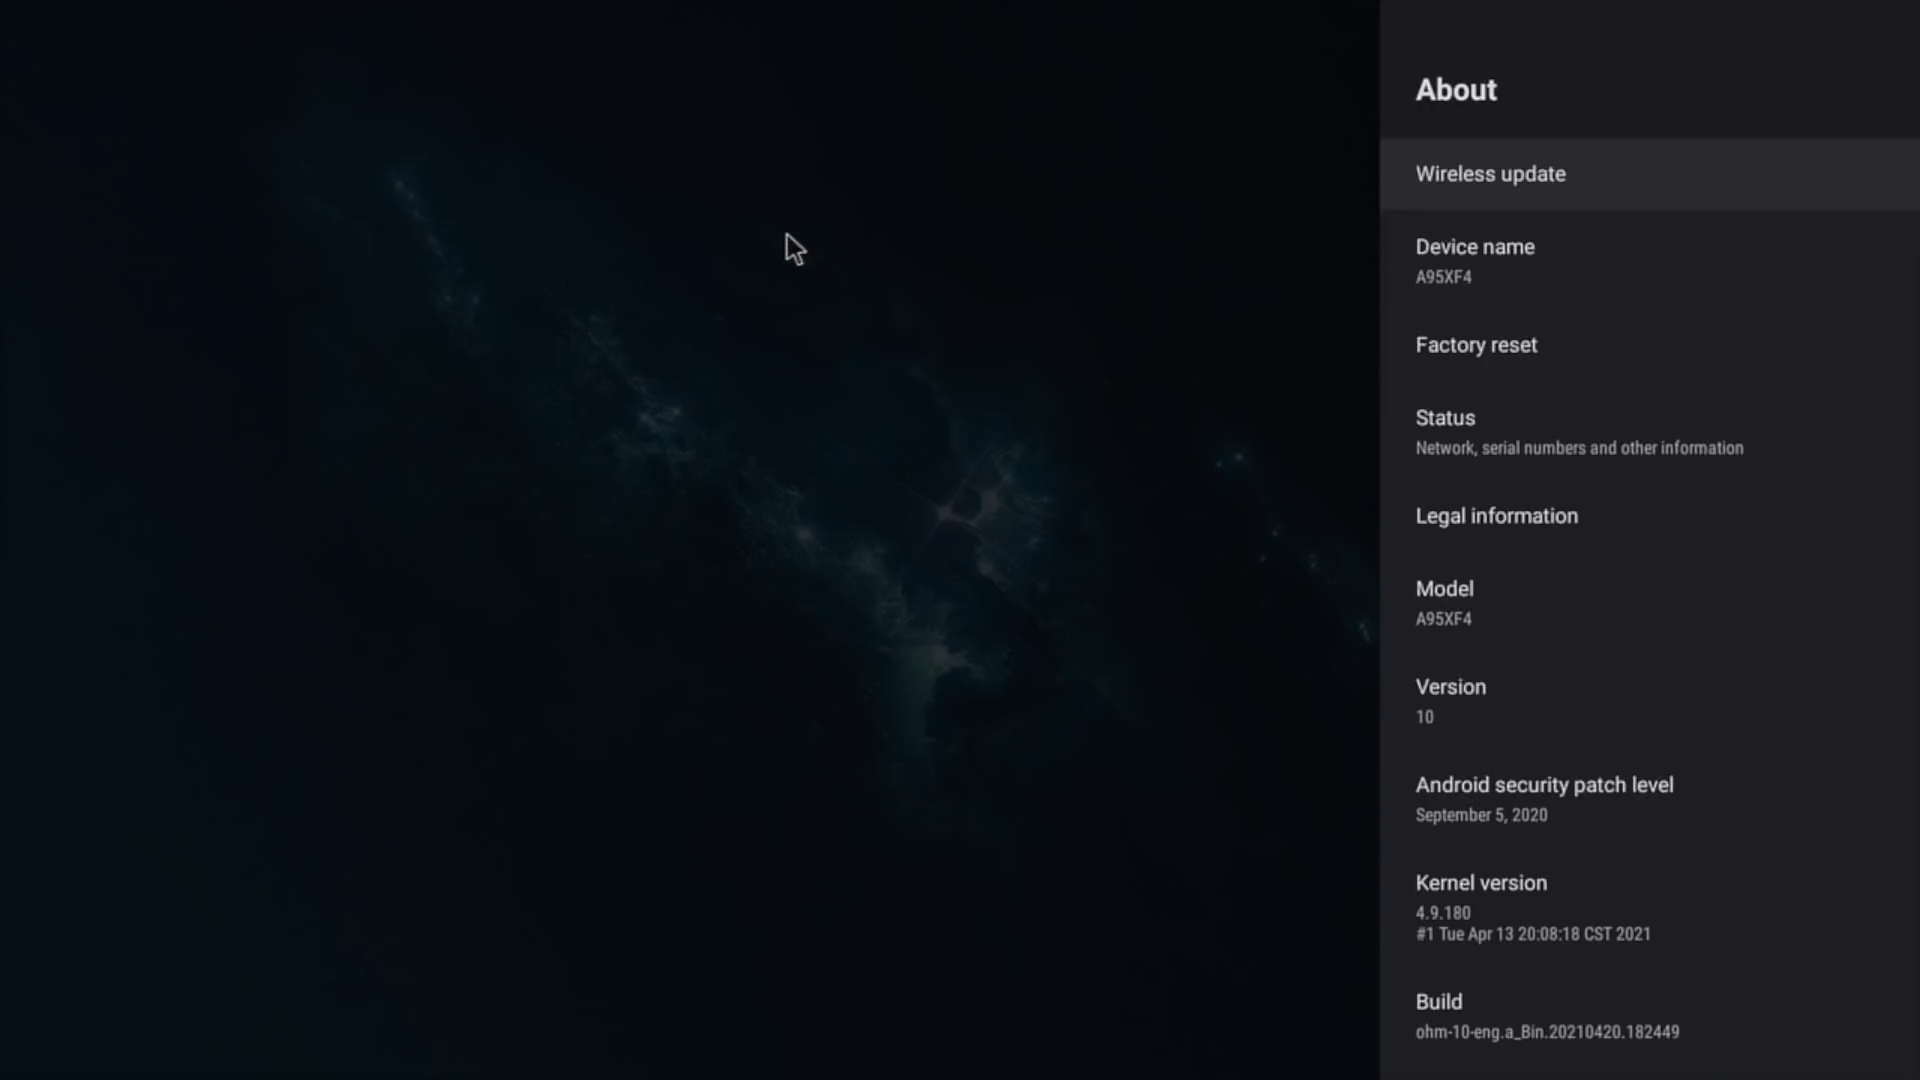 About
Wireless update
Device name
A95XF4
Factory reset
Status
Network, serial numbers and other information
Legal information
Model
A95XF4
Version
10
Android security patch level
September 5, 2020
Kernel version
4.9.180
#1 Tue Apr 13 20:08:18 CST 2021
Build
ohm-10-eng.a_Bin.20210420.182449